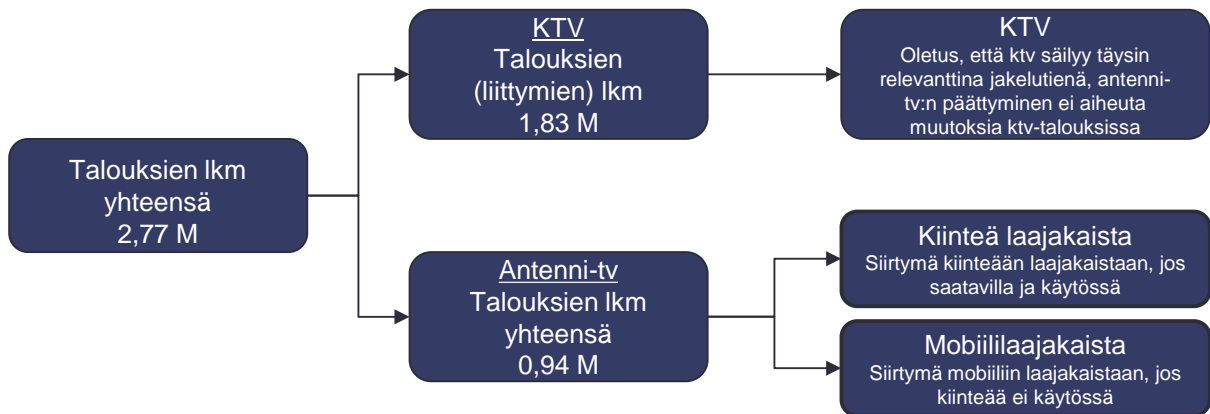 Talouksien lkm
yhteensä
2,77 M
KTV
Talouksien
(liittymien) lkm
1,83 M
KTV
Oletus, että ktv säilyy täysin
relevanttina jakelutienä, antenni-
tv:n päättyminen ei aiheuta
muutoksia ktv-talouksissa
Antenni-tv
Talouksien lkm
yhteensä
0,94 M
Kiinteä laajakaista
Siirtymä kiinteään laajakaistaan, jos
saatavilla ja käytössä
Mobiililaajakaista
Siirtymä mobiiliin laajakaistaan, jos
kiinteää ei käytössä